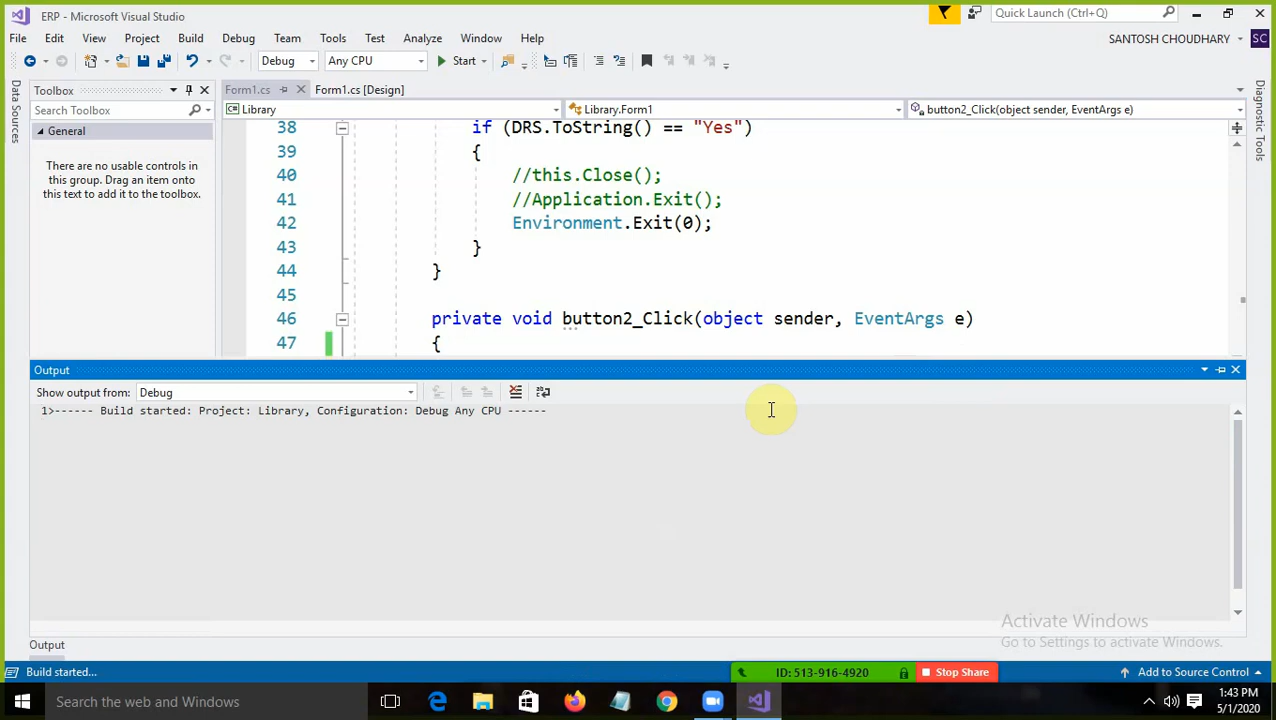 ERP - Microsoft Visual Studio
Quick Launch (Ctrl+Q)
File Edit View Project Build Debug Team Tools Test Analyze Window Help
SANTOSH CHOUDHARY SC
Debug Any CPU Start
Data Sources
Toolbox
Search Toolbox
General
There are no usable controls in
this group. Drag an item onto
this text to add it to the toolbox.
Form1.cs Form1.cs [Design]
Library Library.Form1 button2_Click(object sender, EventArgs e)
38 if (DRS.ToString() == "Yes")
39 {
40 //this.Close();
41 //Application.Exit();
42 Environment.Exit(0);
43 }
44 }
45
46 private void button2_Click(object sender, EventArgs e)
47 {
Diagnostic Tools
Output
Show output from: Debug
1>------ Build started: Project: Library, Configuration: Debug Any CPU ------
Activate Windows
Go to Settings to activate Windows.
Output
Build started...
ID: 513-916-4920 Stop Share
Add to Source Control
Search the web and Windows
1:43 PM
5/1/2020